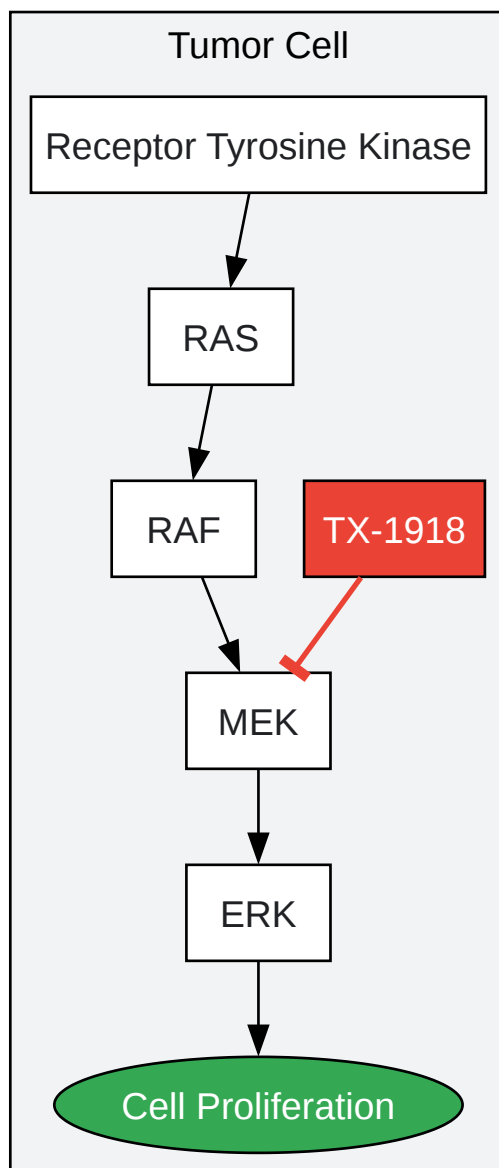 Tumor Cell
Receptor Tyrosine Kinase
RAS
RAF
TX-1918
MEK
ERK
Cell Proliferation